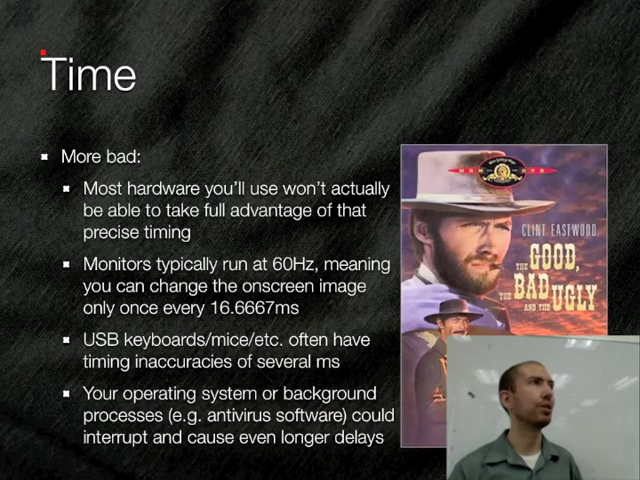 Time
More bad:
Most hardware you'll use won't actually
be able to take full advantage of that
precise timing
Monitors typically run at 60Hz, meaning
you can change the onscreen image
only once every 16.6667ms
USB keyboards/mice/etc. often have
timing inaccuracies of several ms
Your operating system or background
processes (e.g. antivirus software) could
interrupt and cause even longer delays
MGM DVD
CLINT EASTWOOD
THE GOOD,
THE BAD
AND THE UGLY